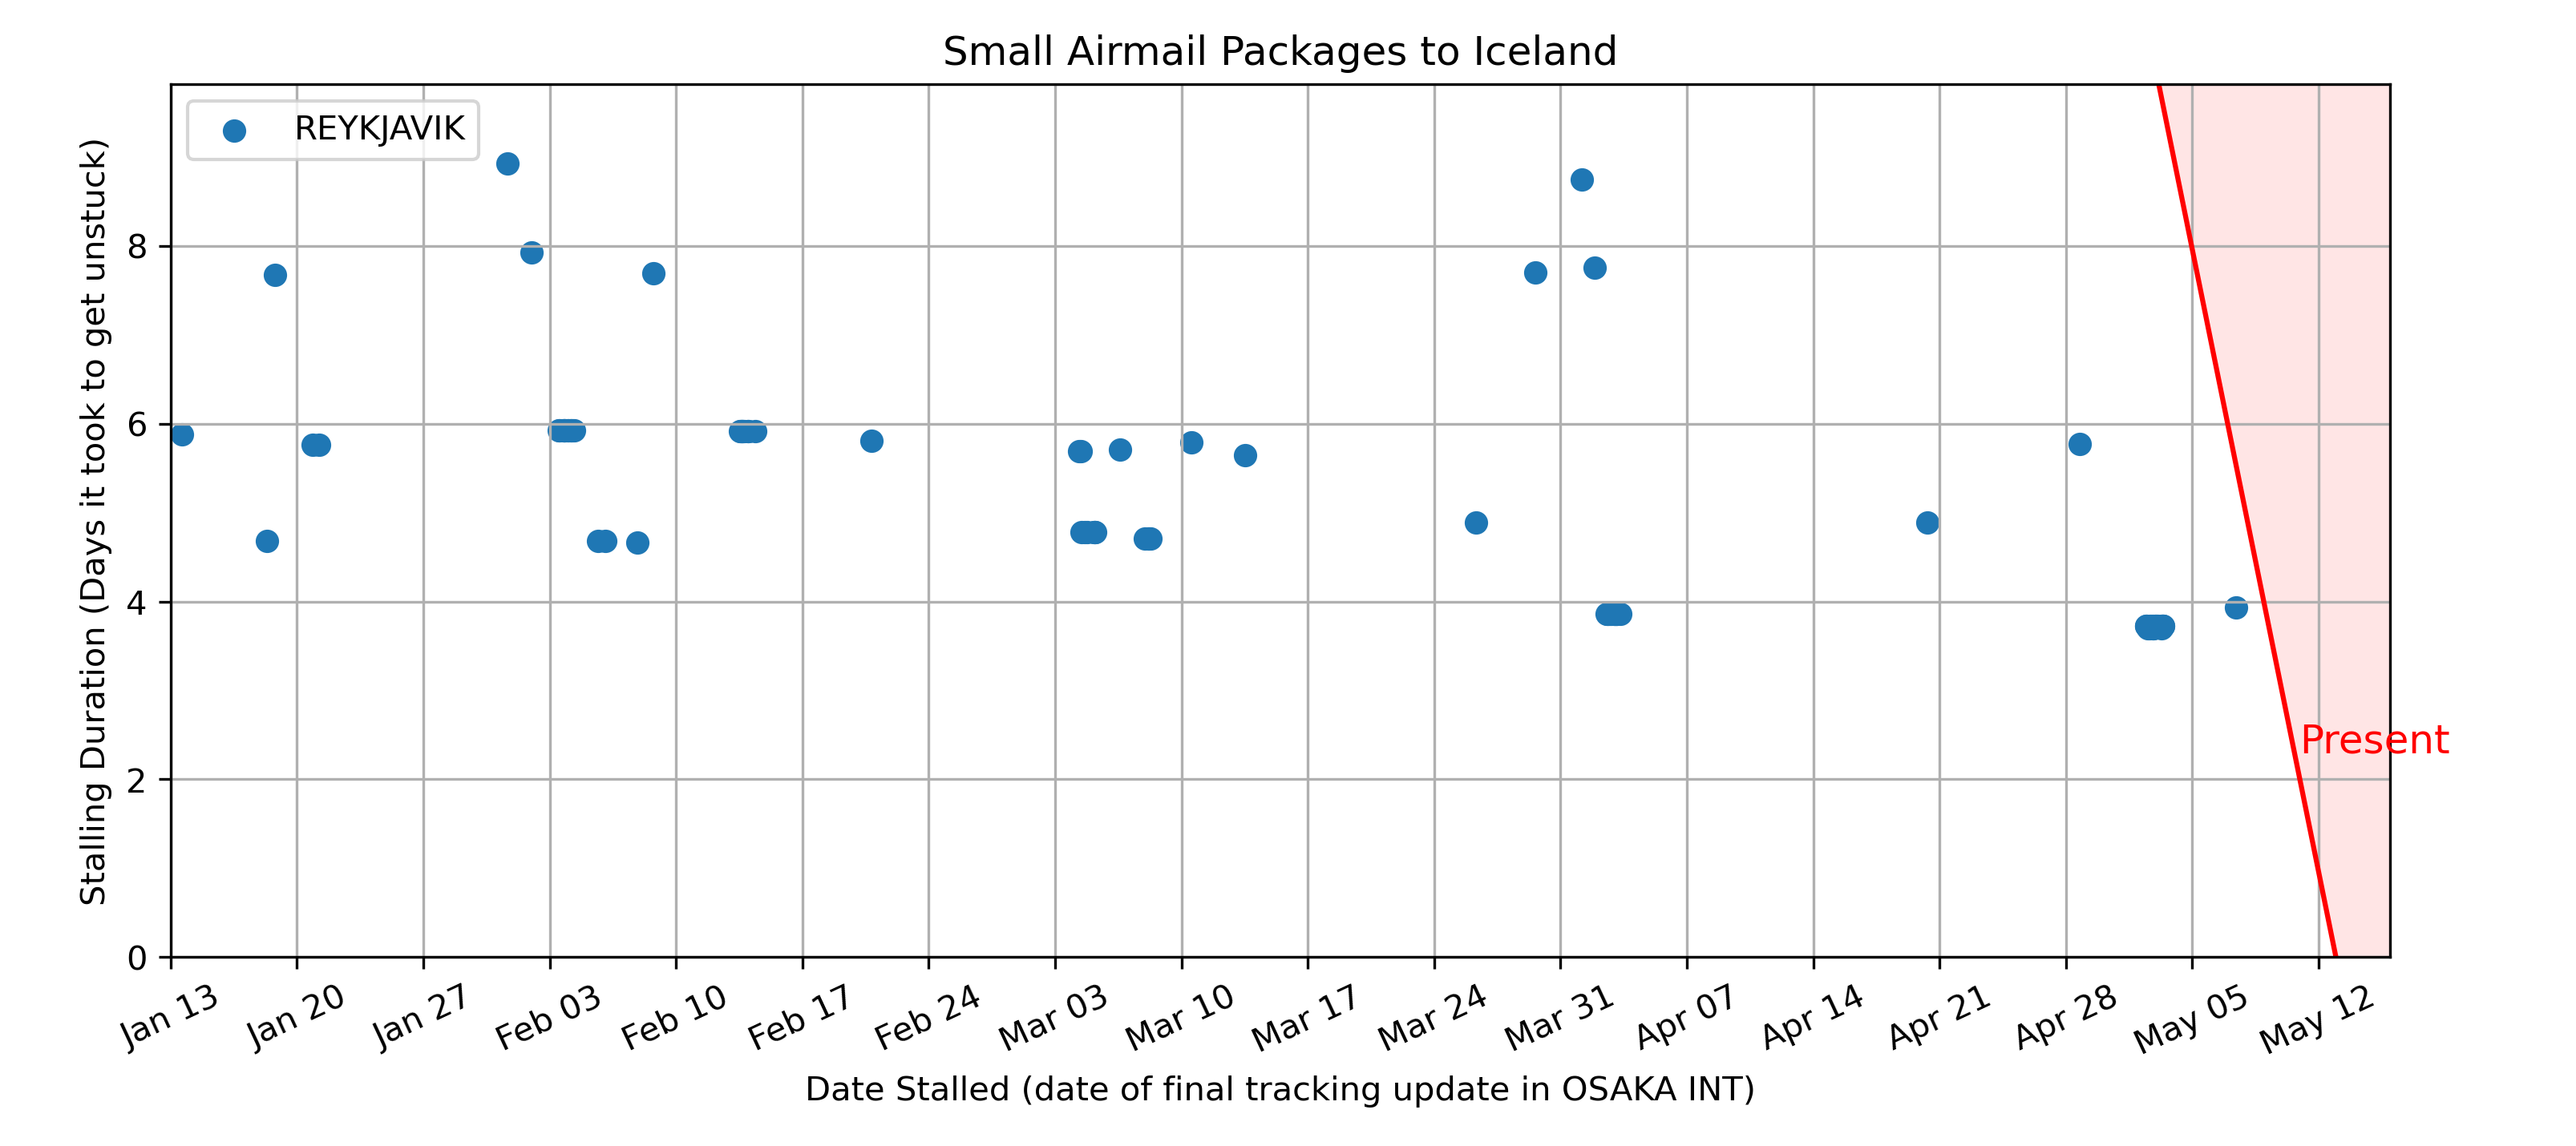 Small Airmail Packages to Iceland
REYKJAVIK
Stalling Duration (Days it took to get unstuck)
8
6
4
2
0
Present
Jan 13
Jan 20
Jan 27
Feb 03
Feb 10
Feb 17
Feb 24
Mar 03
Mar 10
Mar 17
Mar 24
Mar 31
Apr 07
Apr 14
Apr 21
Apr 28
May 05
May 12
Date Stalled (date of final tracking update in OSAKA INT)